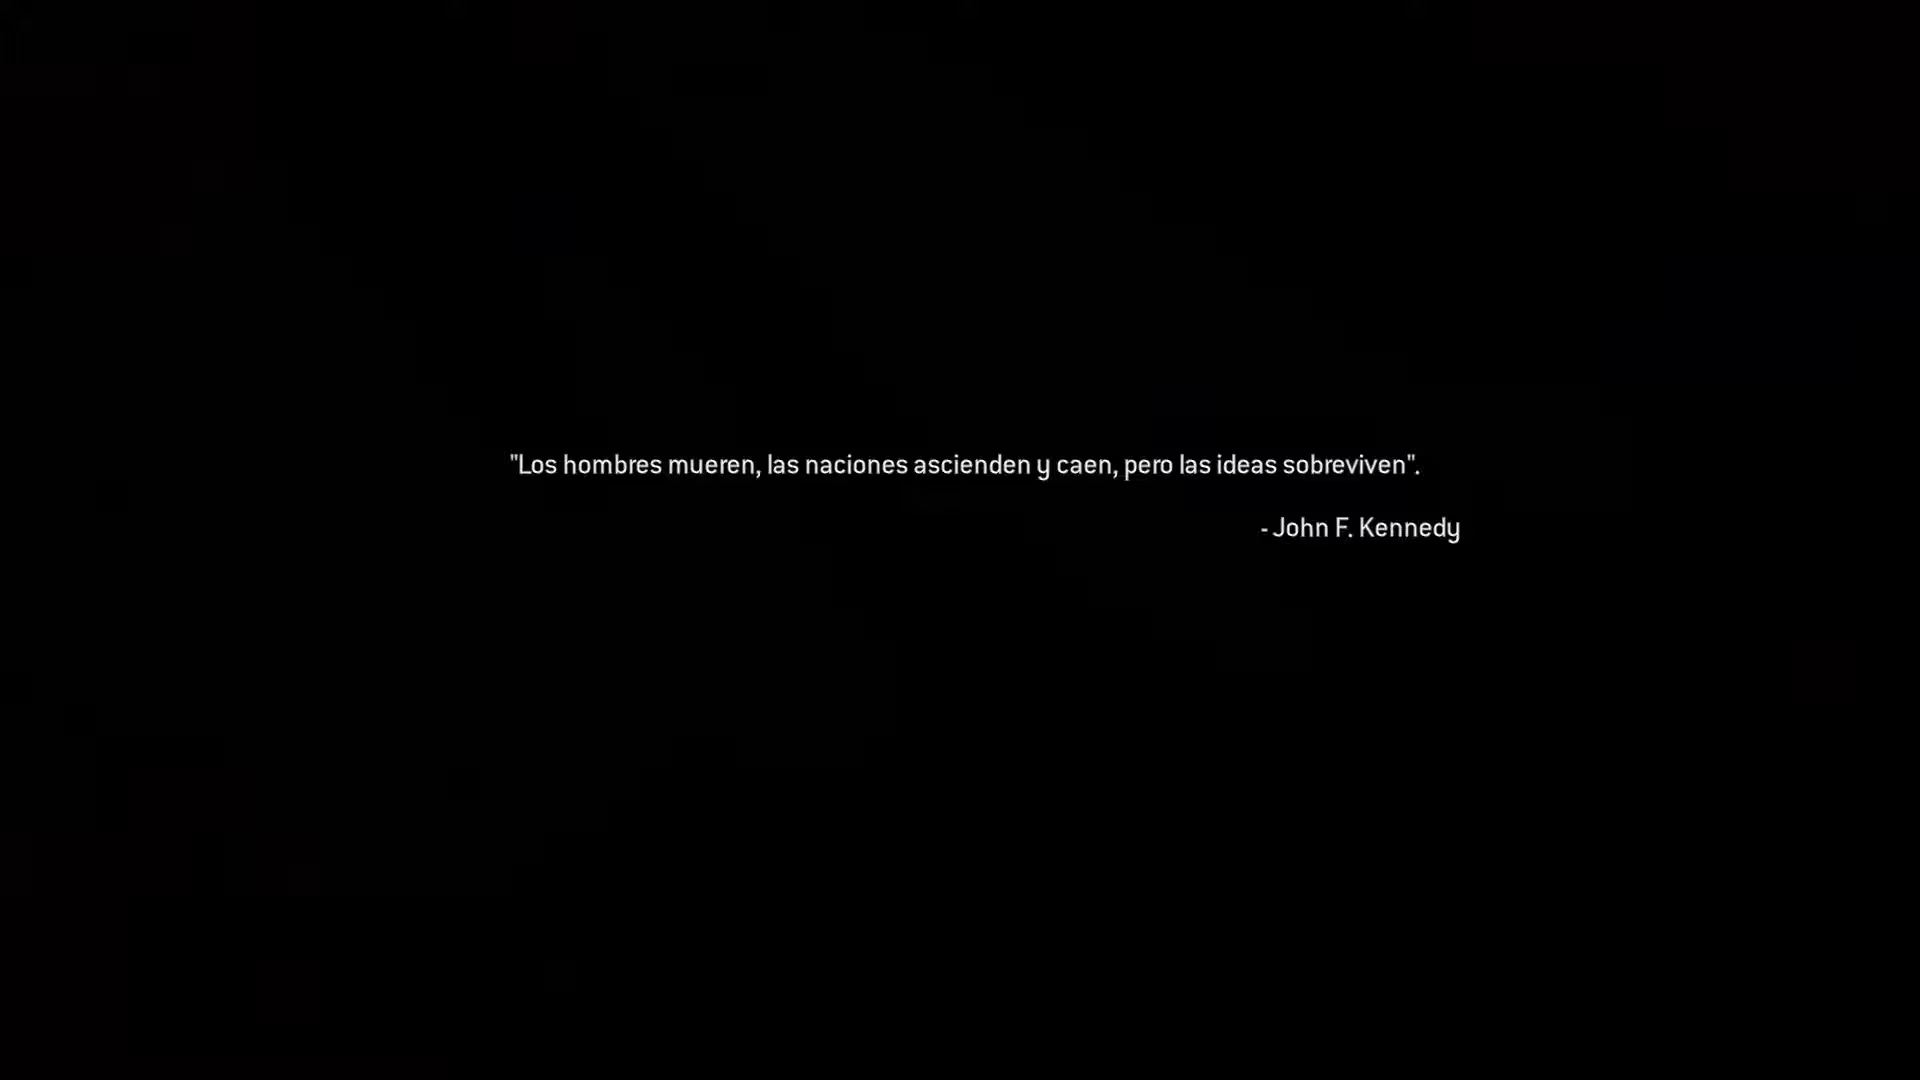 "Los hombres mueren, las naciones ascienden y caen, pero las ideas sobreviven".
- John F. Kennedy